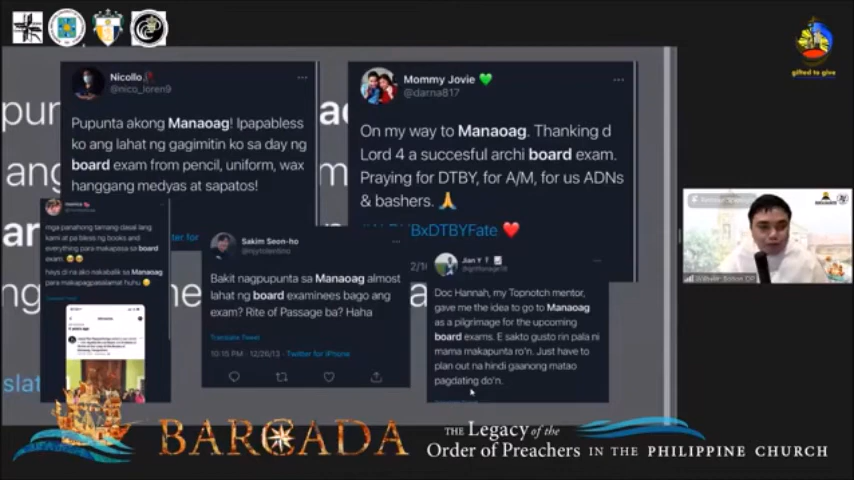 gifted to give
Nicollo
@nico_loren9
Pupunta akong Manaoag! Ipapabless
ko ang lahat ng gagimitin ko sa day ng
board exam from pencil, uniform, wax
hanggang medyas at sapatos!
Mommy Jovie
@darna817
On my way to Manaoag. Thanking d
Lord 4 a succesful archi board exam.
Praying for DTBY, for A/M, for us ADNs
& bashers.
BxDTBYFate
mga panahong tamang dasal lang
kami at pa bless ng books and
everything para makapasa sa board
exam.
heys di na ako nakabalik sa Manaoag
para makapagpasalamat huhu
Sakim Seon-ho
Bakit nagpupunta sa Manaoag almost
lahat ng board examinees bago ang
exam? Rite of Passage ba? Haha
Translate Tweet
10:15 PM · 12/26/13 · Twitter for iPhone
Jian Y
Doc Hannah, my Topnotch mentor,
gave me the idea to go to Manaoag
as a pilgrimage for the upcoming
board exams. E sakto gusto rin pala ni
mama makapunta ro'n. Just have to
plan out na hindi gaanong matao
pagdating do'n.
BARCADA
THE Legacy of the
Order of Preachers IN THE PHILIPPINE CHURCH